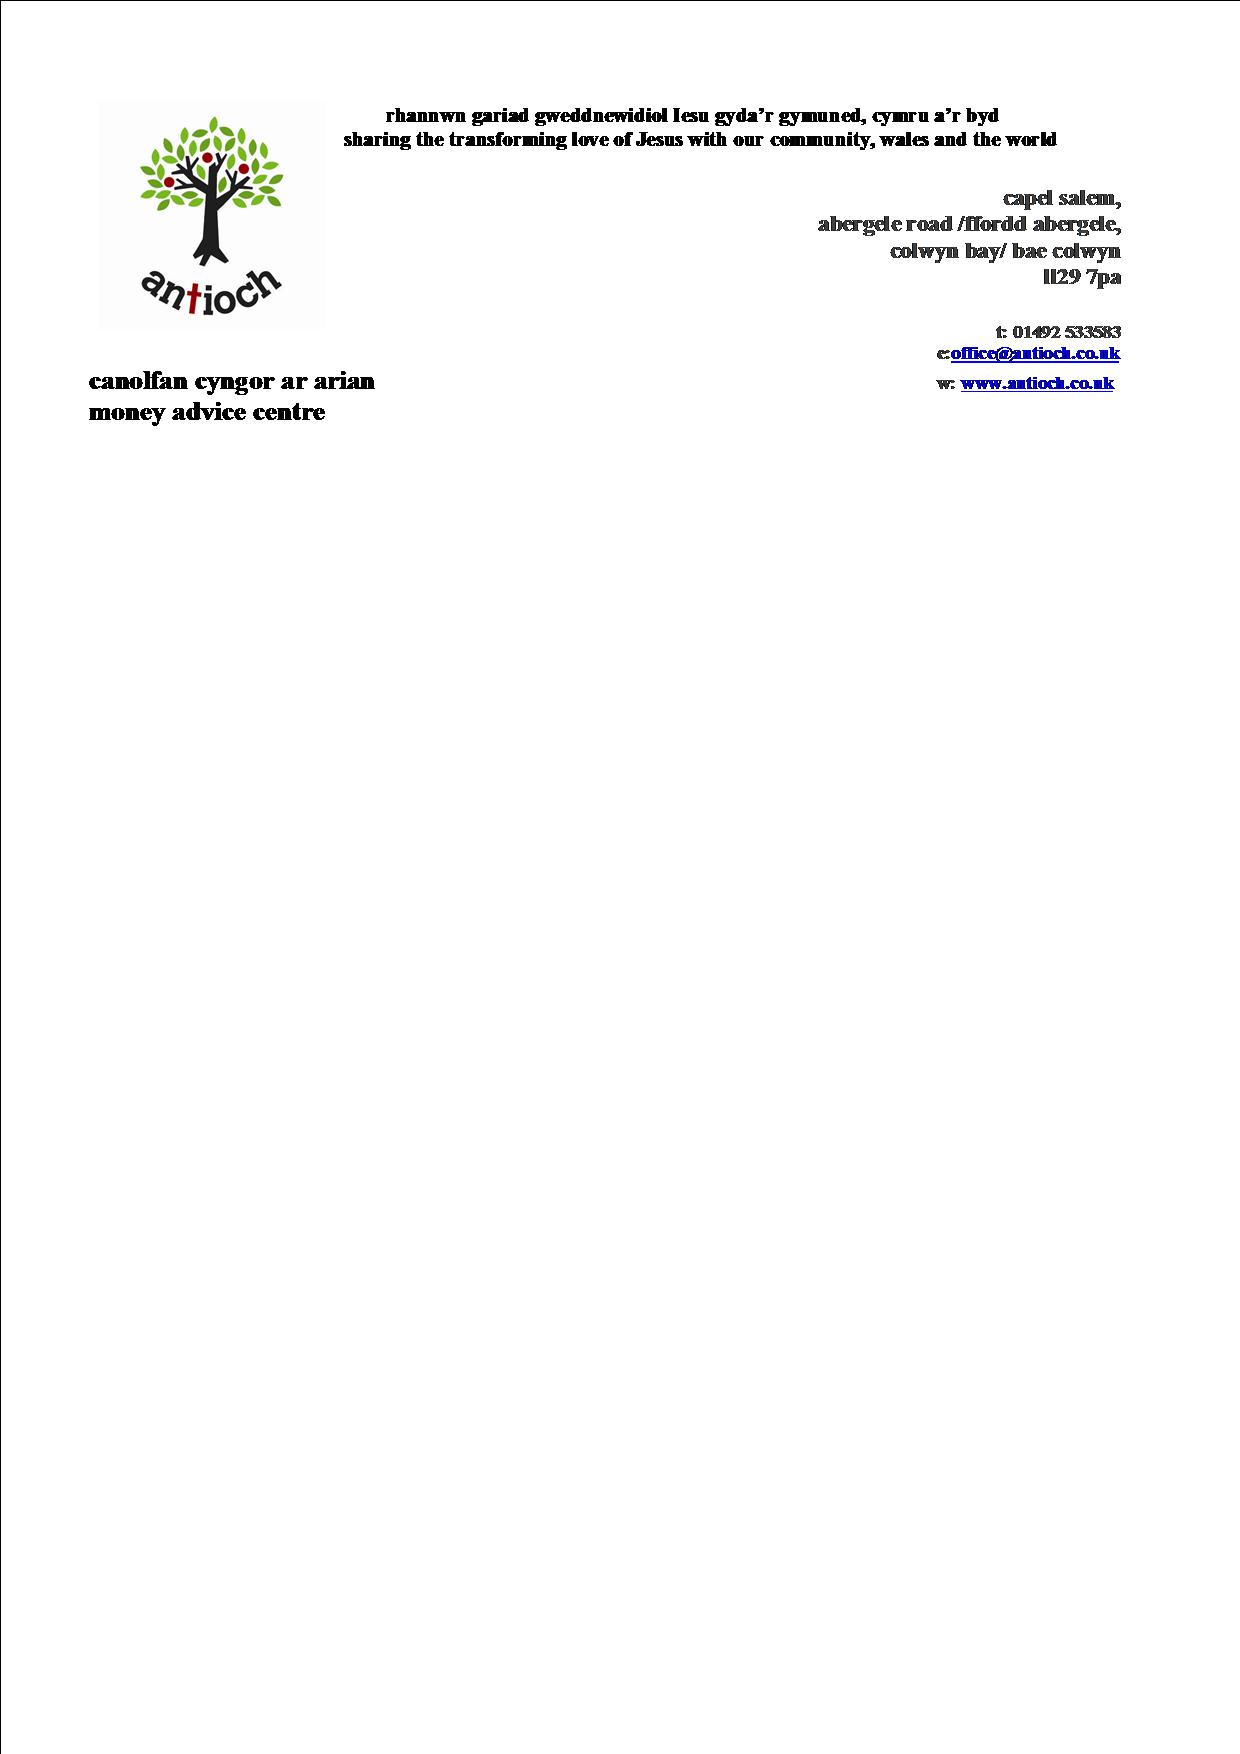 rhannwn gariad gweddnewidiol Iesu gyda’r gymuned, cymru a’r byd
sharing the transforming love of Jesus with our community, wales and the world
antioch
capel salem,
abergele road /ffordd abergele,
colwyn bay/ bae colwyn
ll29 7pa
t: 01492 533583
e:office@antioch.co.uk
w: www.antioch.co.uk
canolfan cyngor ar arian
money advice centre